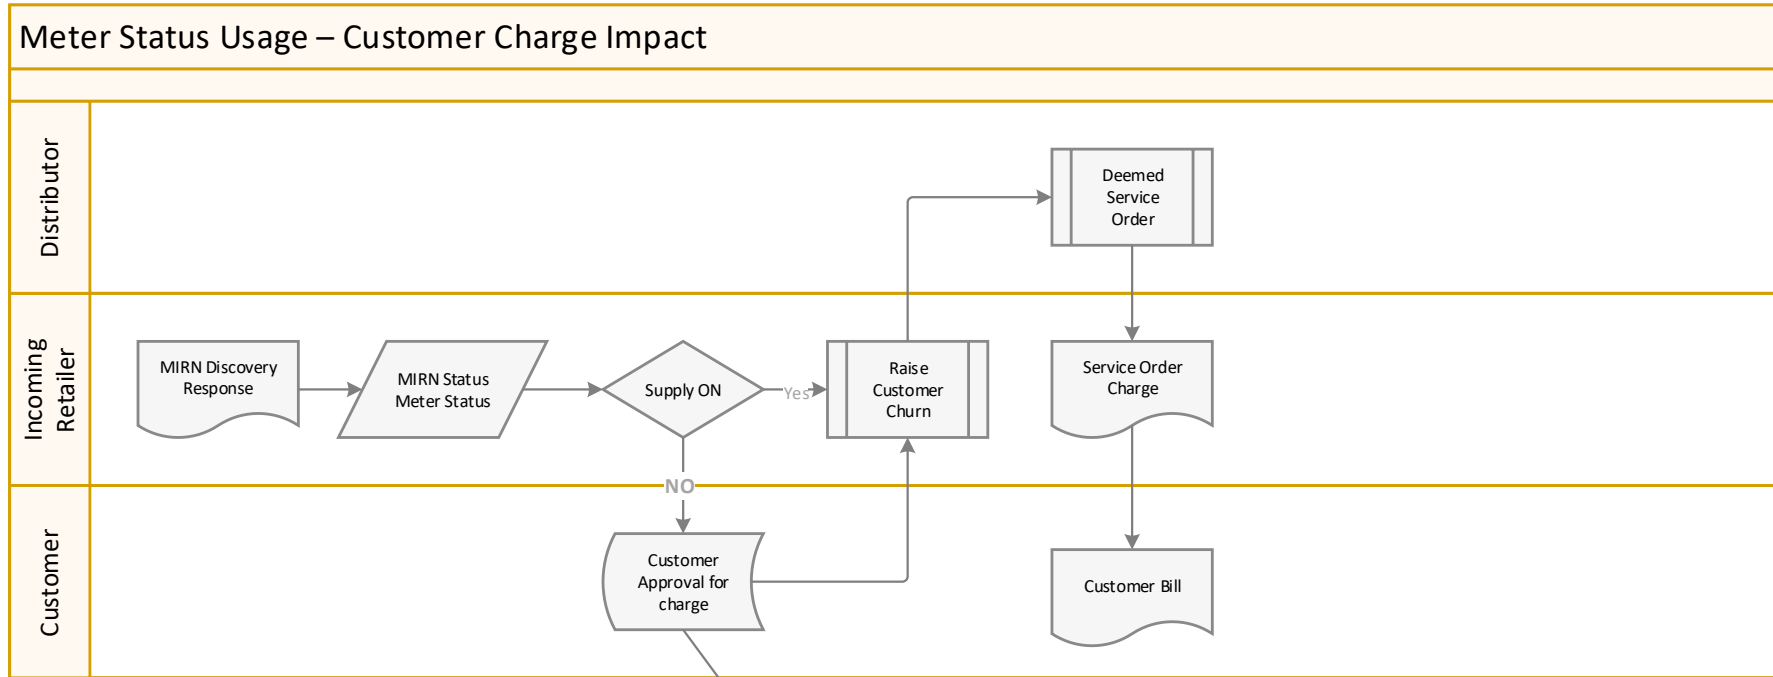 Meter Status Usage – Customer Charge Impact
Distributor
Deemed
Service
Order
Incoming
Retailer
MIRN Discovery
Response
MIRN Status
Meter Status
Supply ON
Yes
Raise
Customer
Churn
Service Order
Charge
NO
Customer
Customer
Approval for
charge
Customer Bill